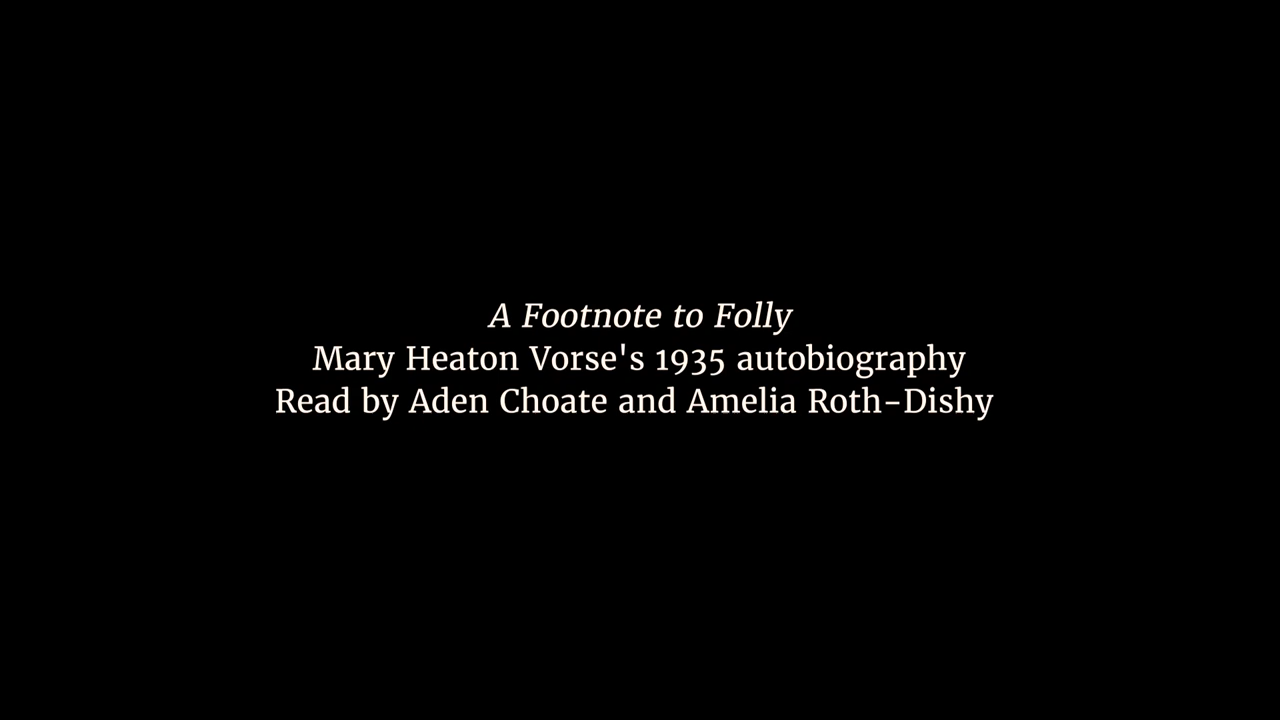 A Footnote to Folly
Mary Heaton Vorse's 1935 autobiography
Read by Aden Choate and Amelia Roth-Dishy